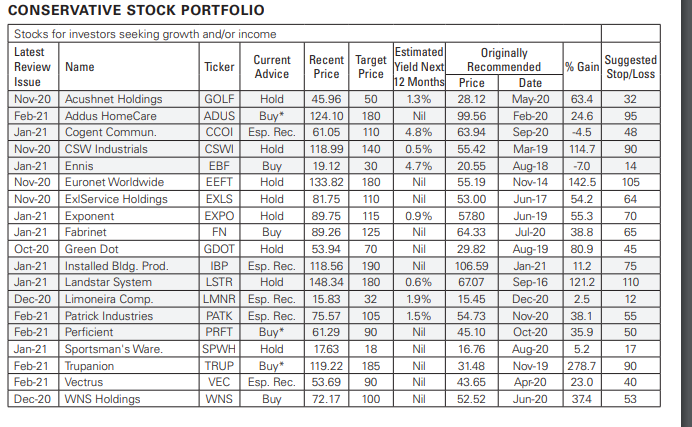 CONSERVATIVE STOCK PORTFOLIO
Stocks for investors seeking growth and/or income
Latest Review Issue Name Ticker Current Advice Recent Price Target Price Estimated Yield Next 12 Months Originally Recommended Price Date % Gain Suggested Stop/Loss
Nov-20 Acushnet Holdings GOLF Hold 45.96 50 1.3% 28.12 May-20 63.4 32
Feb-21 Addus HomeCare ADUS Buy* 124.10 180 Nil 99.56 Feb-20 24.6 95
Jan-21 Cogent Commun. CCOI Esp. Rec. 61.05 110 4.8% 63.94 Sep-20 -4.5 48
Nov-20 CSW Industrials CSWI Hold 118.99 140 0.5% 55.42 Mar-19 114.7 90
Jan-21 Ennis EBF Buy 19.12 30 4.7% 20.55 Aug-18 -7.0 14
Nov-20 Euronet Worldwide EEFT Hold 133.82 180 Nil 55.19 Nov-14 142.5 105
Nov-20 ExlService Holdings EXLS Hold 81.75 110 Nil 53.00 Jun-17 54.2 64
Jan-21 Exponent EXPO Hold 89.75 115 0.9% 57.80 Jun-19 55.3 70
Jan-21 Fabrinet FN Buy 89.26 125 Nil 64.33 Jul-20 38.8 65
Oct-20 Green Dot GDOT Hold 53.94 70 Nil 29.82 Aug-19 80.9 45
Jan-21 Installed Bldg. Prod. IBP Esp. Rec. 118.56 190 Nil 106.59 Jan-21 11.2 75
Jan-21 Landstar System LSTR Hold 148.34 180 0.6% 67.07 Sep-16 121.2 110
Dec-20 Limoneira Comp. LMNR Esp. Rec. 15.83 32 1.9% 15.45 Dec-20 2.5 12
Feb-21 Patrick Industries PATK Esp. Rec. 75.57 105 1.5% 54.73 Nov-20 38.1 55
Feb-21 Perficient PRFT Buy* 61.29 90 Nil 45.10 Oct-20 35.9 50
Jan-21 Sportsman's Ware. SPWH Hold 17.63 18 Nil 16.76 Aug-20 5.2 17
Feb-21 Trupanion TRUP Buy* 119.22 185 Nil 31.48 Nov-19 278.7 90
Feb-21 Vectrus VEC Esp. Rec. 53.69 90 Nil 43.65 Apr-20 23.0 40
Dec-20 WNS Holdings WNS Buy 72.17 100 Nil 52.52 Jun-20 37.4 53